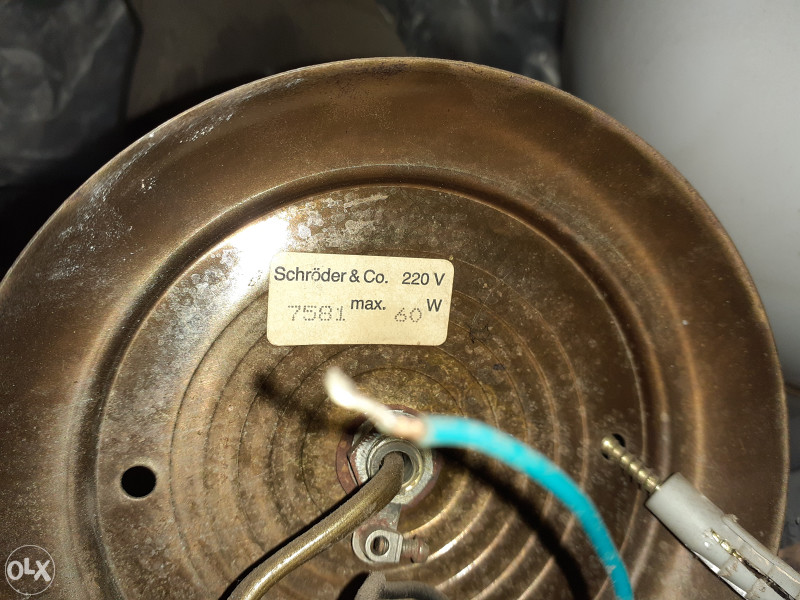 Schröder & Co. 220 V
7581 max. 60 W
OLX